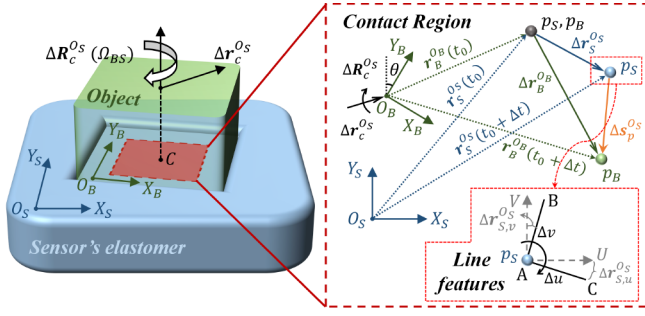 ΔR_c^{O_S} (Ω_{BS})
Δr_c^{O_S}
Object
Y_B
C
Y_S
O_B
X_B
O_S
X_S
Sensor's elastomer
Contact Region
p_S, p_B
Y_B
ΔR_c^{O_S}
θ
r_B^{O_B}(t_0)
Δr_S^{O_S}
p_S
r_S^{O_S}(t_0)
Δr_B^{O_B}
O_B
Δr_c^{O_S}
X_B
r_S^{O_S}(t_0 + Δt)
Δs_p^{O_S}
r_B^{O_B}(t_0 + Δt)
p_B
Y_S
O_S
X_S
V
B
Δr_{S,v}^{O_S}
Δv
p_S
U
A
Δu
C
Δr_{S,u}^{O_S}
Line
features